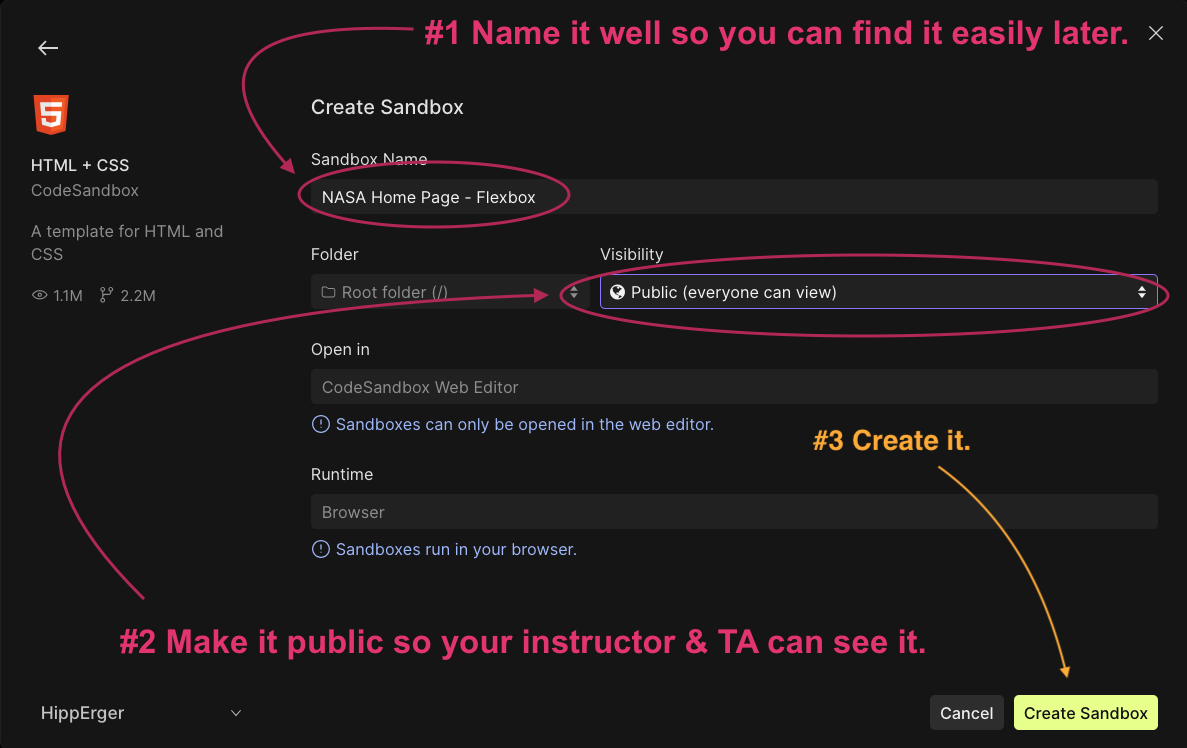 #1 Name it well so you can find it easily later.
5
HTML + CSS
CodeSandbox
A template for HTML and
CSS
1.1M 2.2M
Create Sandbox
Sandbox Name
NASA Home Page - Flexbox
Folder
Visibility
Root folder (/)
Public (everyone can view)
Open in
CodeSandbox Web Editor
Sandboxes can only be opened in the web editor.
#3 Create it.
Runtime
Browser
Sandboxes run in your browser.
#2 Make it public so your instructor & TA can see it.
HippErger
Cancel
Create Sandbox